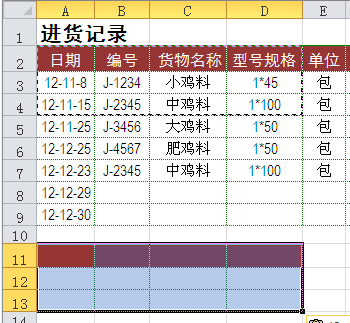 A B C D E
1 进货记录
2 日期 编号 货物名称 型号规格 单位
3 12-11-8 J-1234 小鸡料 1*45 包
4 12-11-15 J-2345 中鸡料 1*100 包
5 12-11-25 J-3456 大鸡料 1*50 包
6 12-12-25 J-4567 肥鸡料 1*50 包
7 12-12-23 J-2345 中鸡料 1*100 包
8 12-12-29
9 12-12-30
10
11
12
13
14